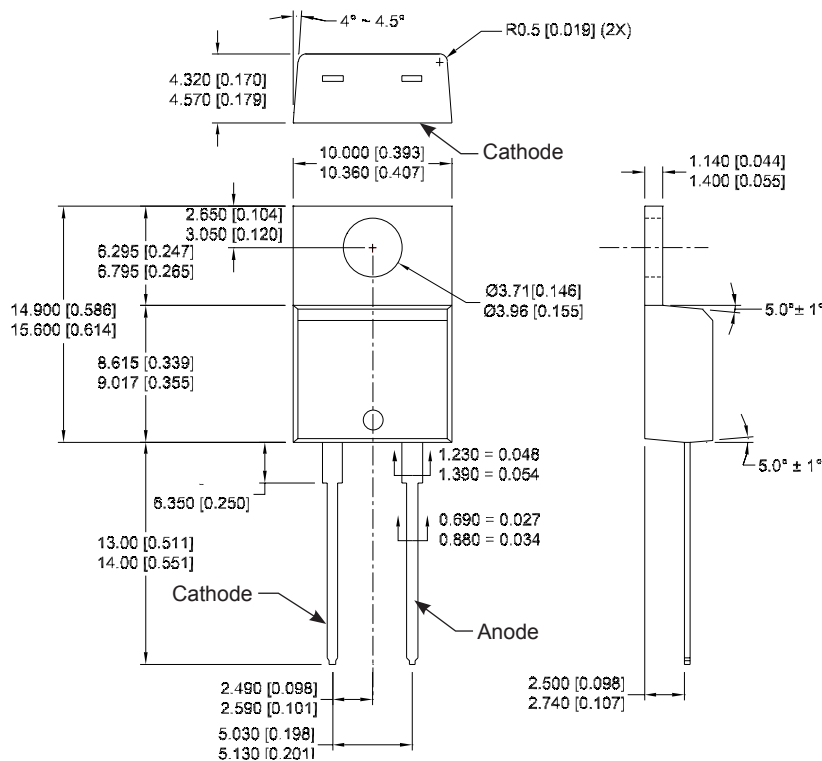 4° ~ 4.5°
R0.5 [0.019] (2X)
4.320 [0.170]
4.570 [0.179]
Cathode
10.000 [0.393]
10.360 [0.407]
1.140 [0.044]
1.400 [0.055]
2.650 [0.104]
3.050 [0.120]
6.295 [0.247]
6.795 [0.265]
Ø3.71[0.146]
Ø3.96 [0.155]
14.900 [0.586]
15.600 [0.614]
5.0°± 1°
8.615 [0.339]
9.017 [0.355]
1.230 = 0.048
1.390 = 0.054
5.0° ± 1°
6.350 [0.250]
0.690 = 0.027
0.880 = 0.034
13.00 [0.511]
14.00 [0.551]
Cathode
Anode
2.490 [0.098]
2.590 [0.101]
2.500 [0.098]
2.740 [0.107]
5.030 [0.198]
5.130 [0.201]